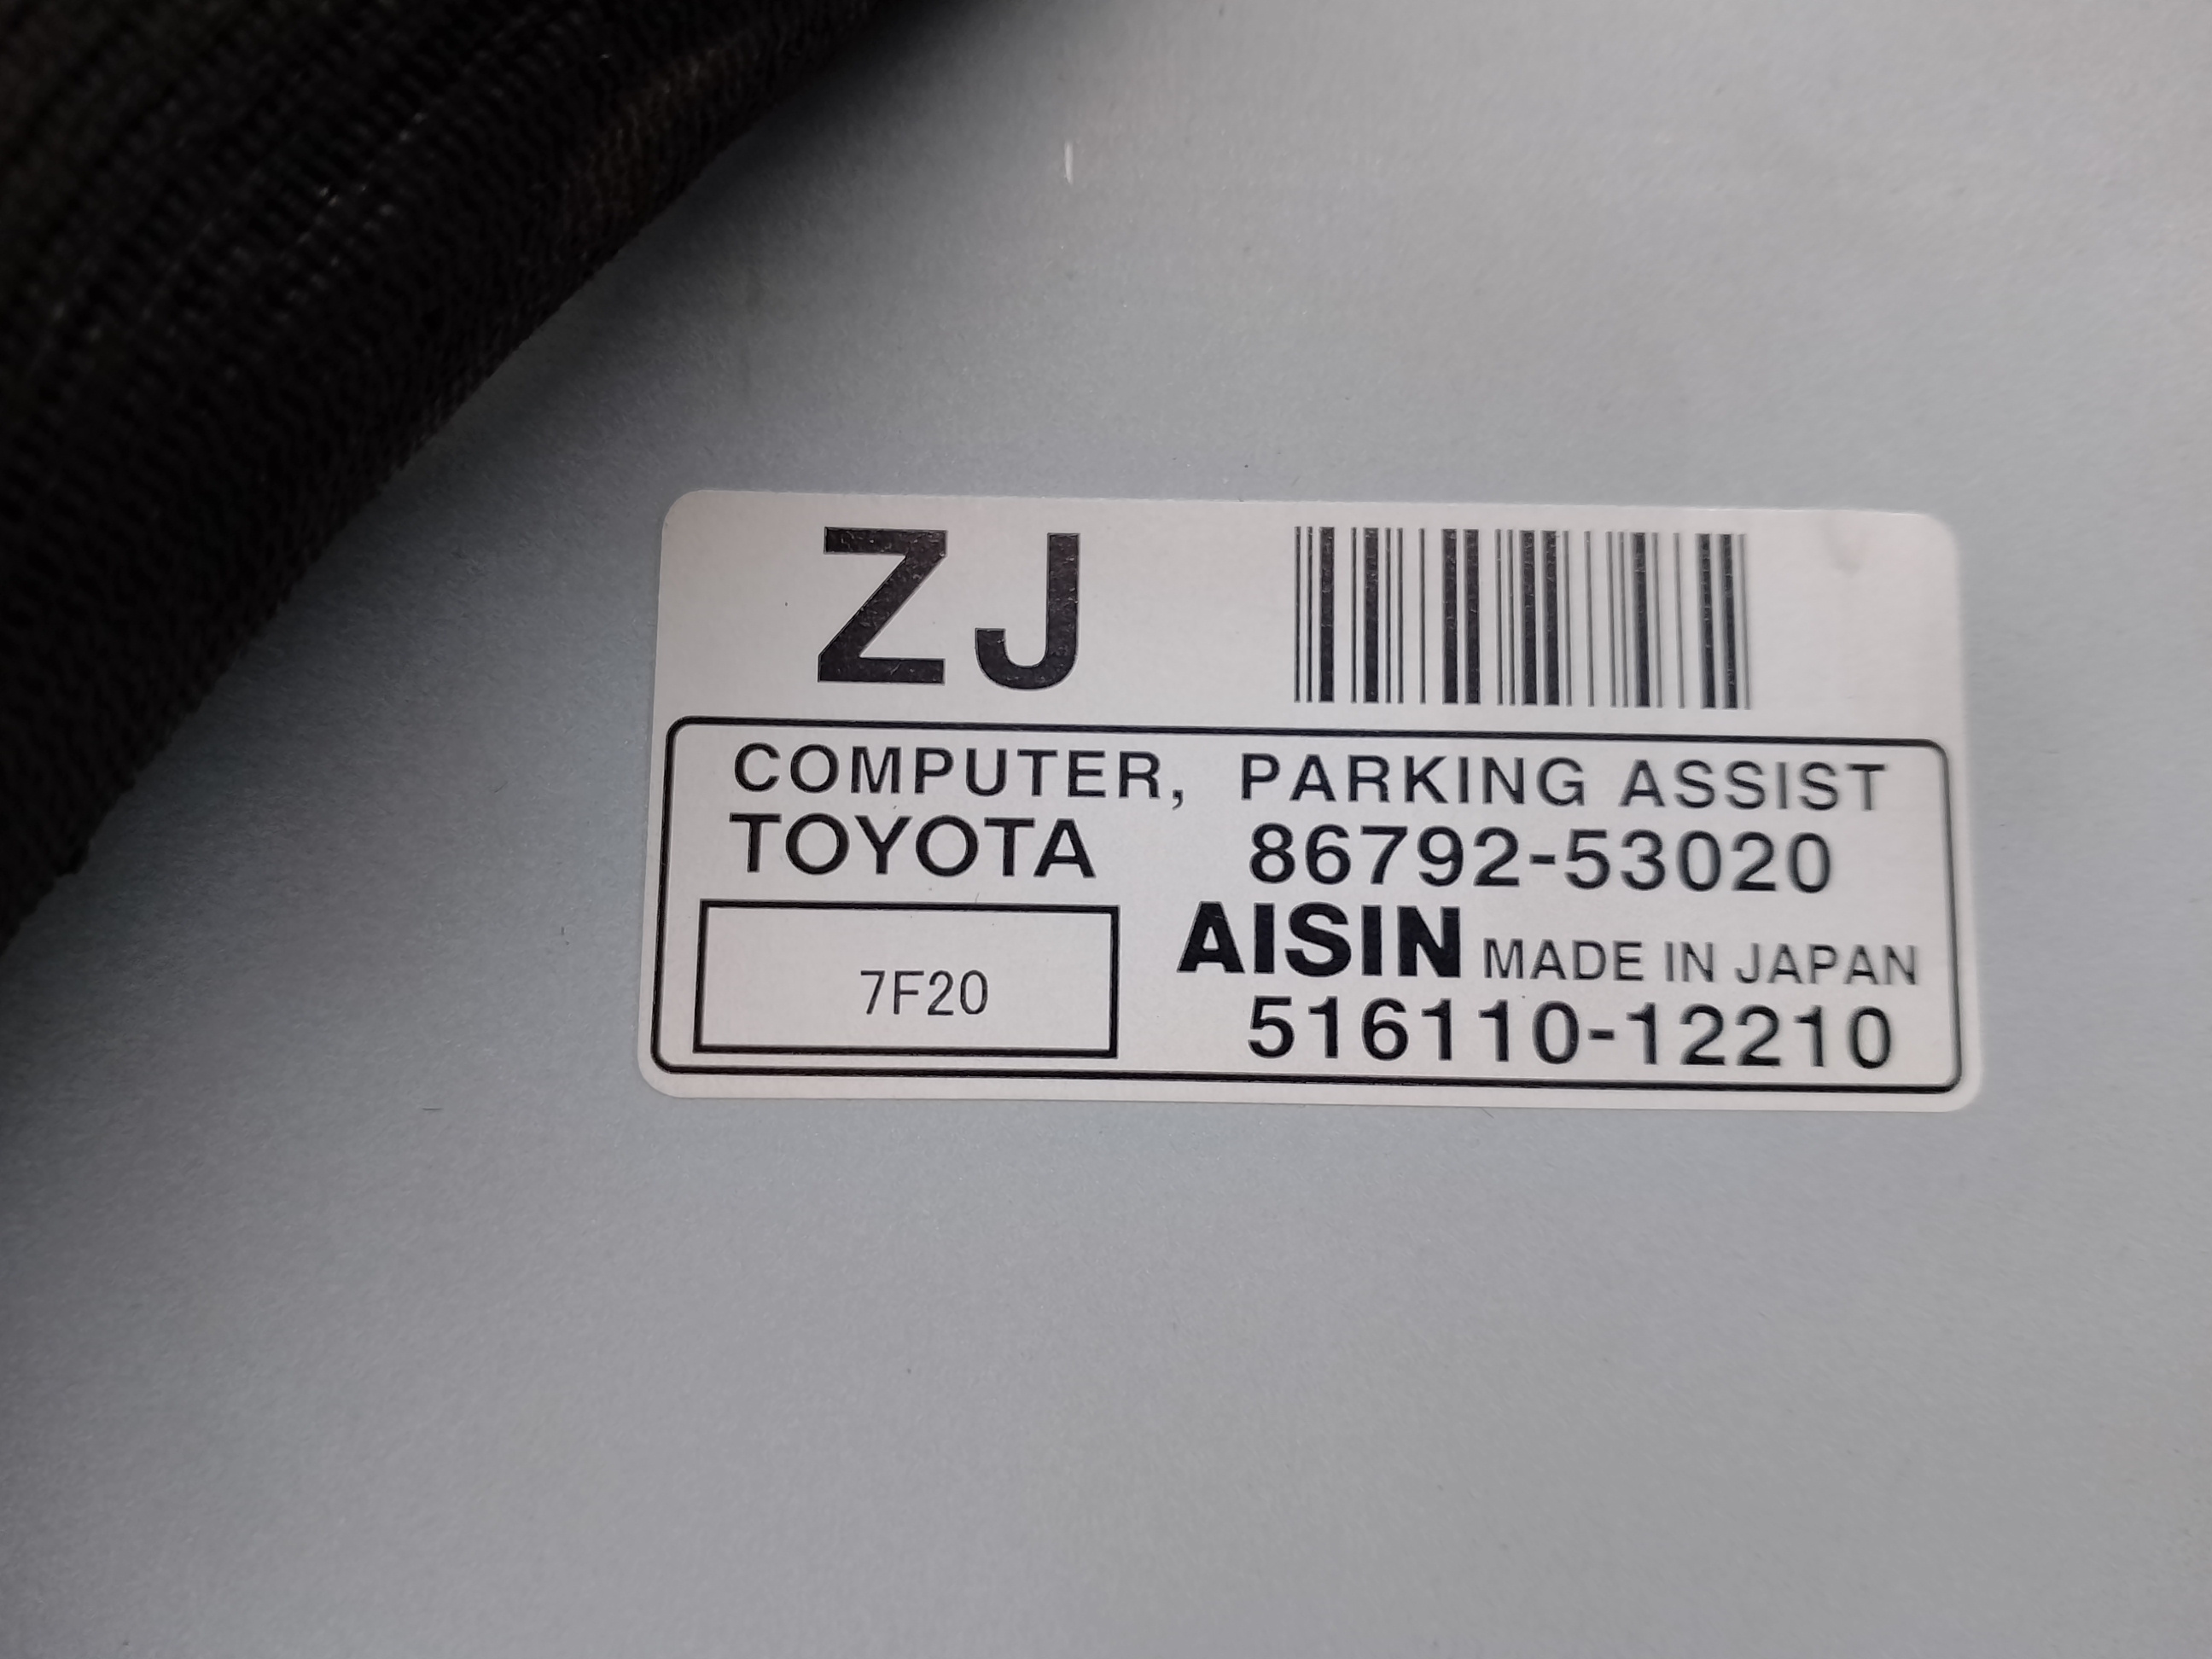 ZJ
COMPUTER, PARKING ASSIST
TOYOTA 86792-53020
AISIN MADE IN JAPAN
7F20
516110-12210